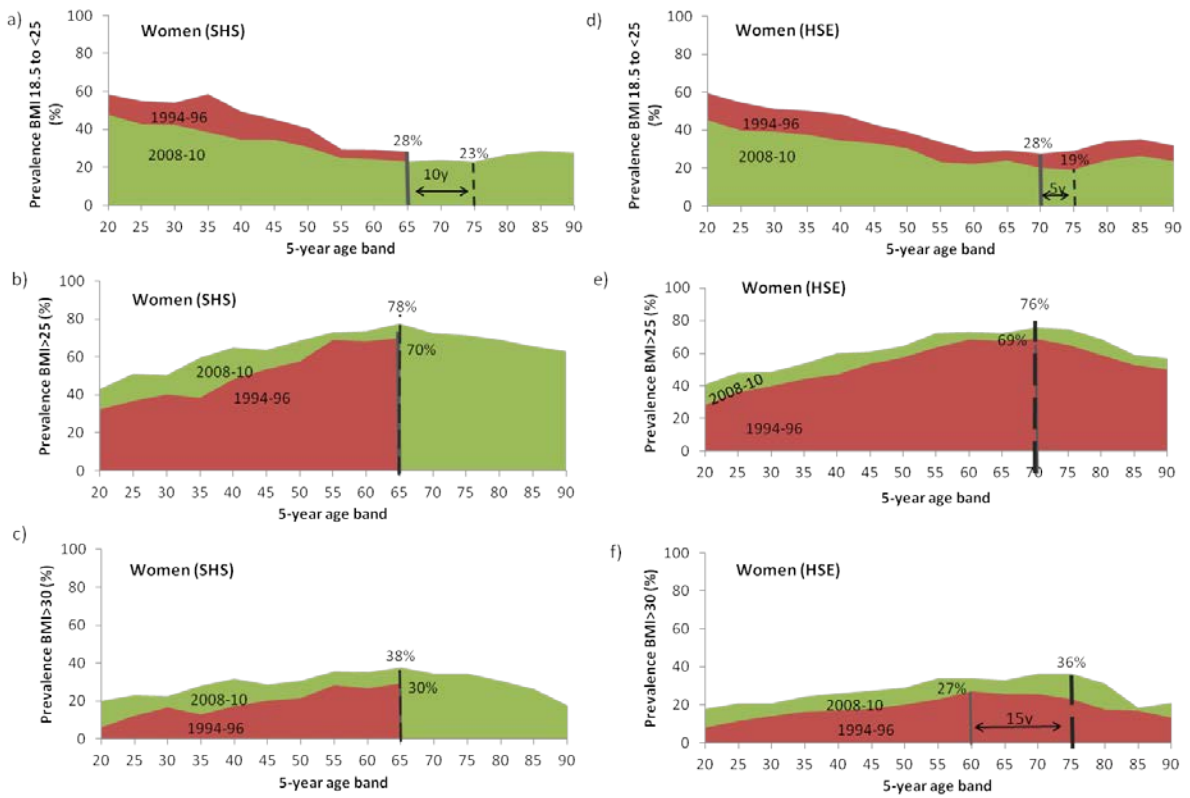 a)
Women (SHS)
Prevalence BMI 18.5 to <25
(%)
100
80
60
40
20
0
1994-96
2008-10
28%
23%
10y
20 25 30 35 40 45 50 55 60 65 70 75 80 85 90
5-year age band
d)
Women (HSE)
Prevalence BMI 18.5 to <25
(%)
100
80
60
40
20
0
1994-96
2008-10
28%
19%
5y
20 25 30 35 40 45 50 55 60 65 70 75 80 85 90
5-year age band
b)
Women (SHS)
Prevalence BMI>25 (%)
100
80
60
40
20
0
78%
70%
2008-10
1994-96
20 25 30 35 40 45 50 55 60 65 70 75 80 85 90
5-year age band
e)
Women (HSE)
Prevalence BMI>25 (%)
100
80
60
40
20
0
76%
69%
2008-10
1994-96
20 25 30 35 40 45 50 55 60 65 70 75 80 85 90
5-year age band
c)
Women (SHS)
Prevalence BMI>30 (%)
100
80
60
40
20
0
38%
30%
2008-10
1994-96
20 25 30 35 40 45 50 55 60 65 70 75 80 85 90
5-year age band
f)
Women (HSE)
Prevalence BMI>30 (%)
100
80
60
40
20
0
36%
27%
2008-10
15y
1994-96
20 25 30 35 40 45 50 55 60 65 70 75 80 85 90
5-year age band